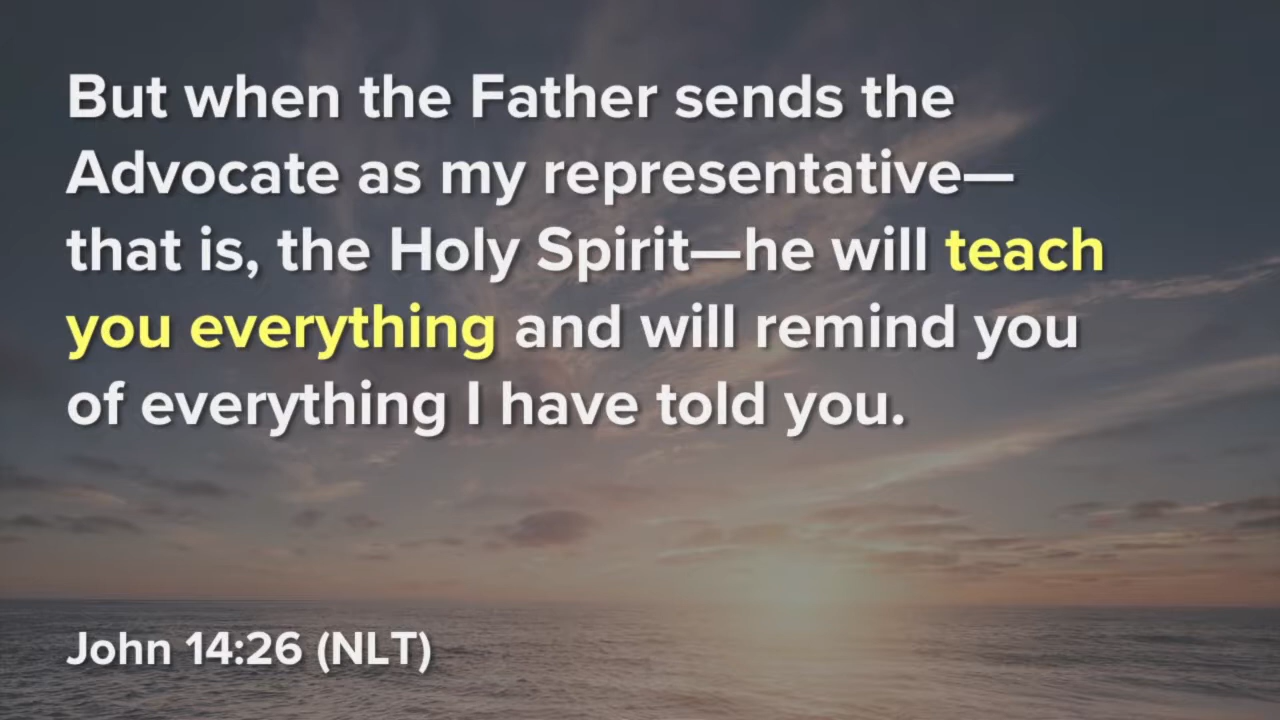 But when the Father sends the
Advocate as my representative—
that is, the Holy Spirit—he will teach
you everything and will remind you
of everything I have told you.
John 14:26 (NLT)